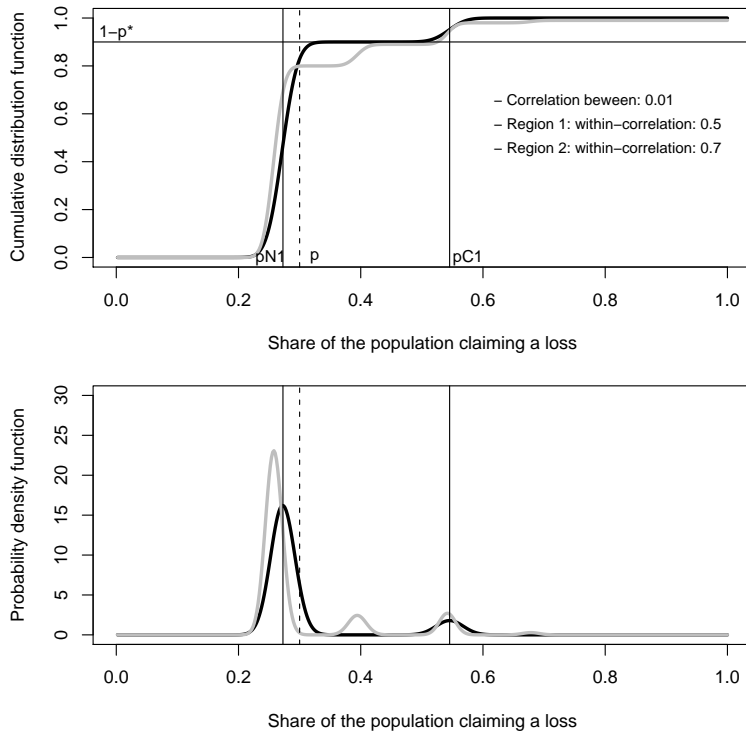 1.0
0.8
0.6
0.4
0.2
0.0
Cumulative distribution function
1−p*
− Correlation beween: 0.01
− Region 1: within−correlation: 0.5
− Region 2: within−correlation: 0.7
pN1 p pC1
0.0 0.2 0.4 0.6 0.8 1.0
Share of the population claiming a loss
30
25
20
15
10
5
0
Probability density function
0.0 0.2 0.4 0.6 0.8 1.0
Share of the population claiming a loss